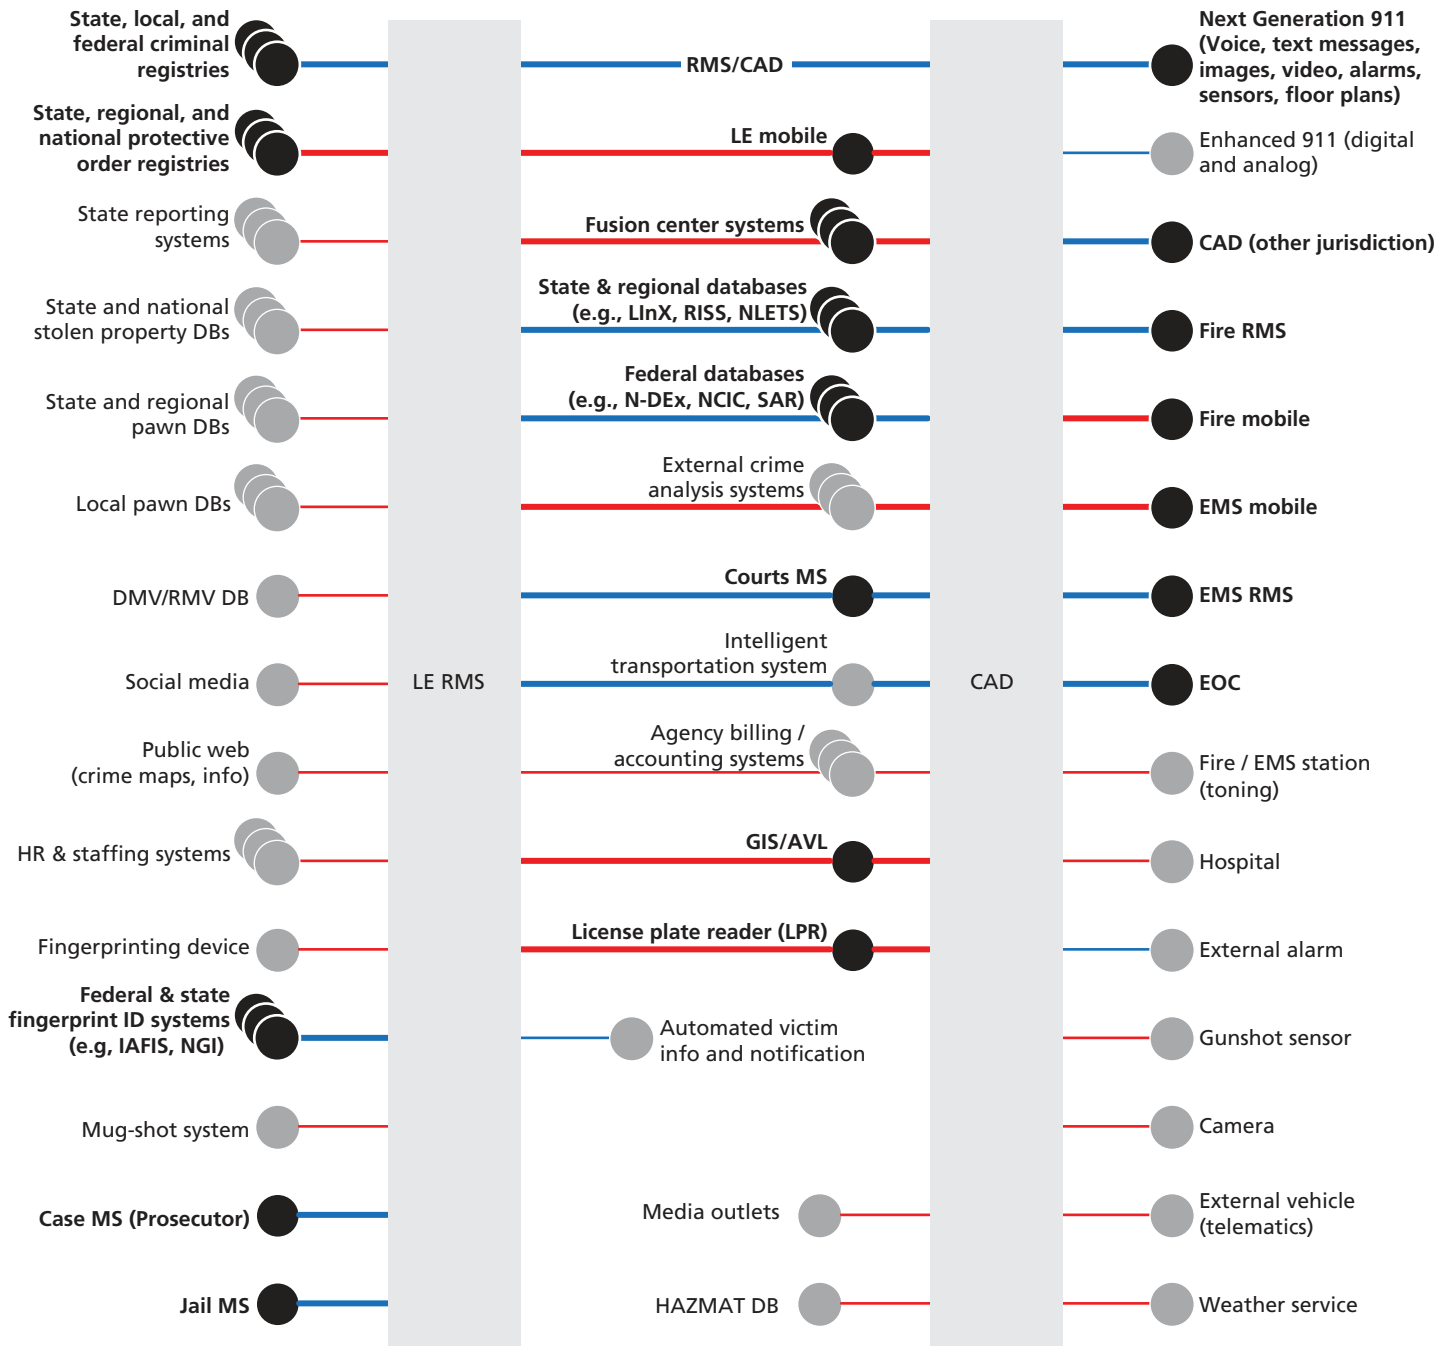 State, local, and
federal criminal
registries
State, regional, and
national protective
order registries
State reporting
systems
State and national
stolen property DBs
State and regional
pawn DBs
Local pawn DBs
DMV/RMV DB
Social media
Public web
(crime maps, info)
HR & staffing systems
Fingerprinting device
Federal & state
fingerprint ID systems
(e.g, IAFIS, NGI)
Mug-shot system
Case MS (Prosecutor)
Jail MS
LE RMS
RMS/CAD
LE mobile
Fusion center systems
State & regional databases
(e.g., LInX, RISS, NLETS)
Federal databases
(e.g., N-DEx, NCIC, SAR)
External crime
analysis systems
Courts MS
Intelligent
transportation system
Agency billing /
accounting systems
GIS/AVL
License plate reader (LPR)
Automated victim
info and notification
Media outlets
HAZMAT DB
CAD
Next Generation 911
(Voice, text messages,
images, video, alarms,
sensors, floor plans)
Enhanced 911 (digital
and analog)
CAD (other jurisdiction)
Fire RMS
Fire mobile
EMS mobile
EMS RMS
EOC
Fire / EMS station
(toning)
Hospital
External alarm
Gunshot sensor
Camera
External vehicle
(telematics)
Weather service